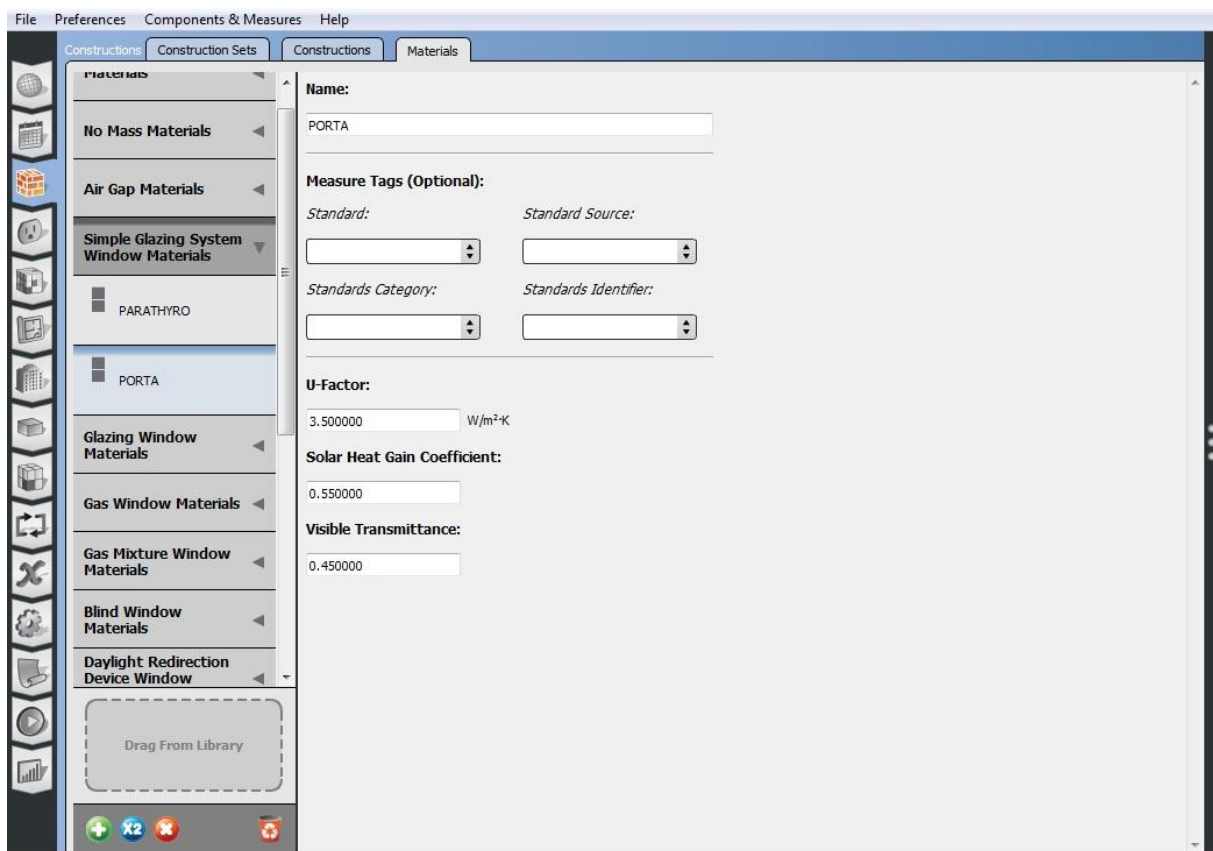 File Preferences Components & Measures Help
Constructions Construction Sets Constructions Materials
Materials
No Mass Materials
Air Gap Materials
Simple Glazing System
Window Materials
PARATHYRO
PORTA
Glazing Window
Materials
Gas Window Materials
Gas Mixture Window
Materials
Blind Window
Materials
Daylight Redirection
Device Window
Drag From Library
X2
Name:
PORTA
Measure Tags (Optional):
Standard: Standard Source:
Standards Category: Standards Identifier:
U-Factor:
3.500000 W/m²·K
Solar Heat Gain Coefficient:
0.550000
Visible Transmittance:
0.450000